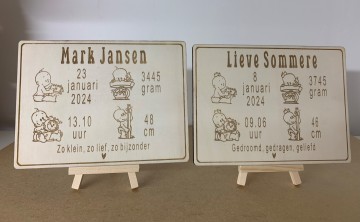 Mark Jansen
23 januari 2024
3445 gram
13.10 uur
48 cm
Zo klein, zo lief, zo bijzonder
Lieve Sommere
8 januari 2024
3745 gram
09.06 uur
46 cm
Gedroomd, gedragen, geliefd